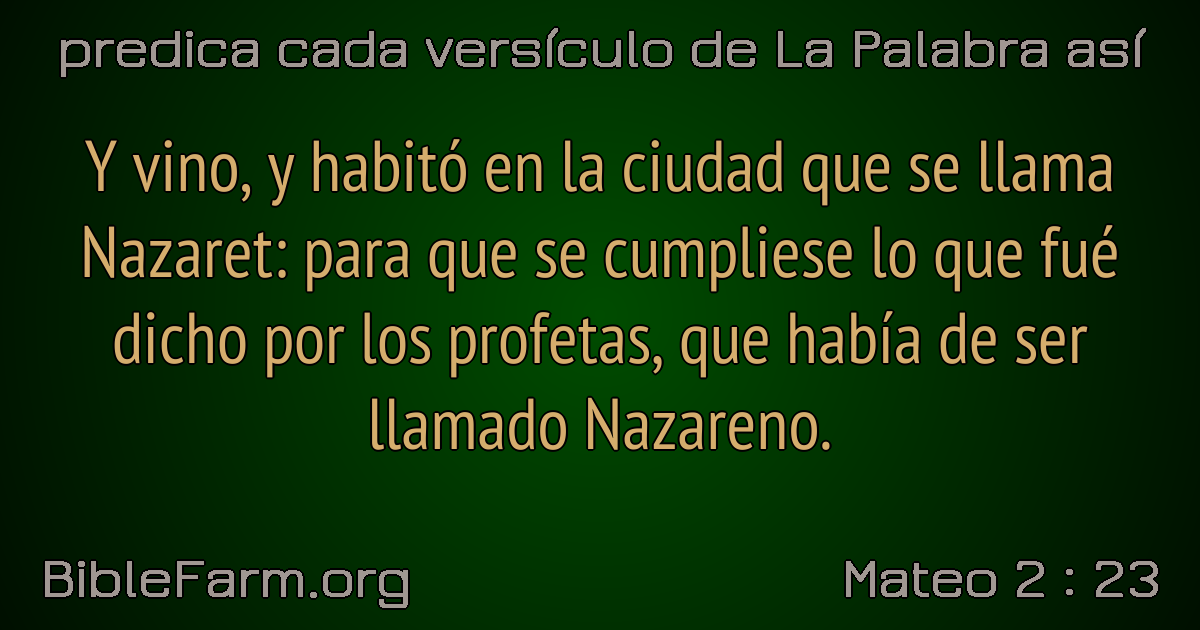 predica cada versículo de La Palabra así
Y vino, y habitó en la ciudad que se llama
Nazaret: para que se cumpliese lo que fué
dicho por los profetas, que había de ser
llamado Nazareno.
BibleFarm.org
Mateo 2 : 23